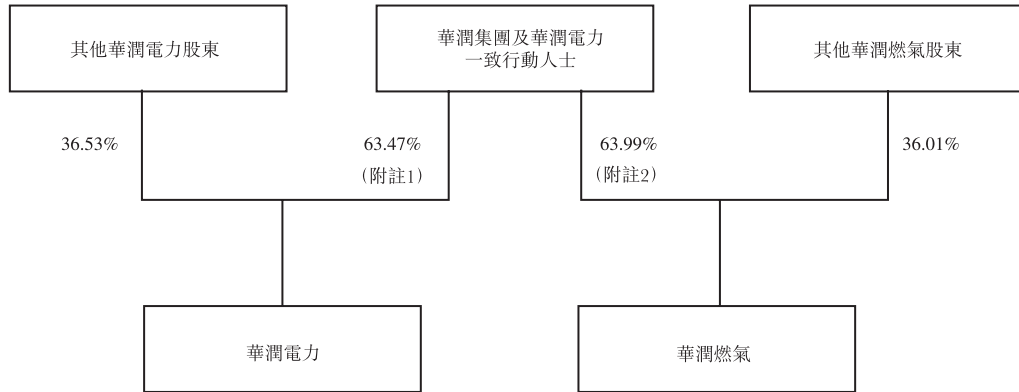 其他華潤電力股東
華潤集團及華潤電力
一致行動人士
其他華潤燃氣股東
36.53%
63.47%
（附註1）
63.99%
（附註2）
36.01%
華潤電力
華潤燃氣